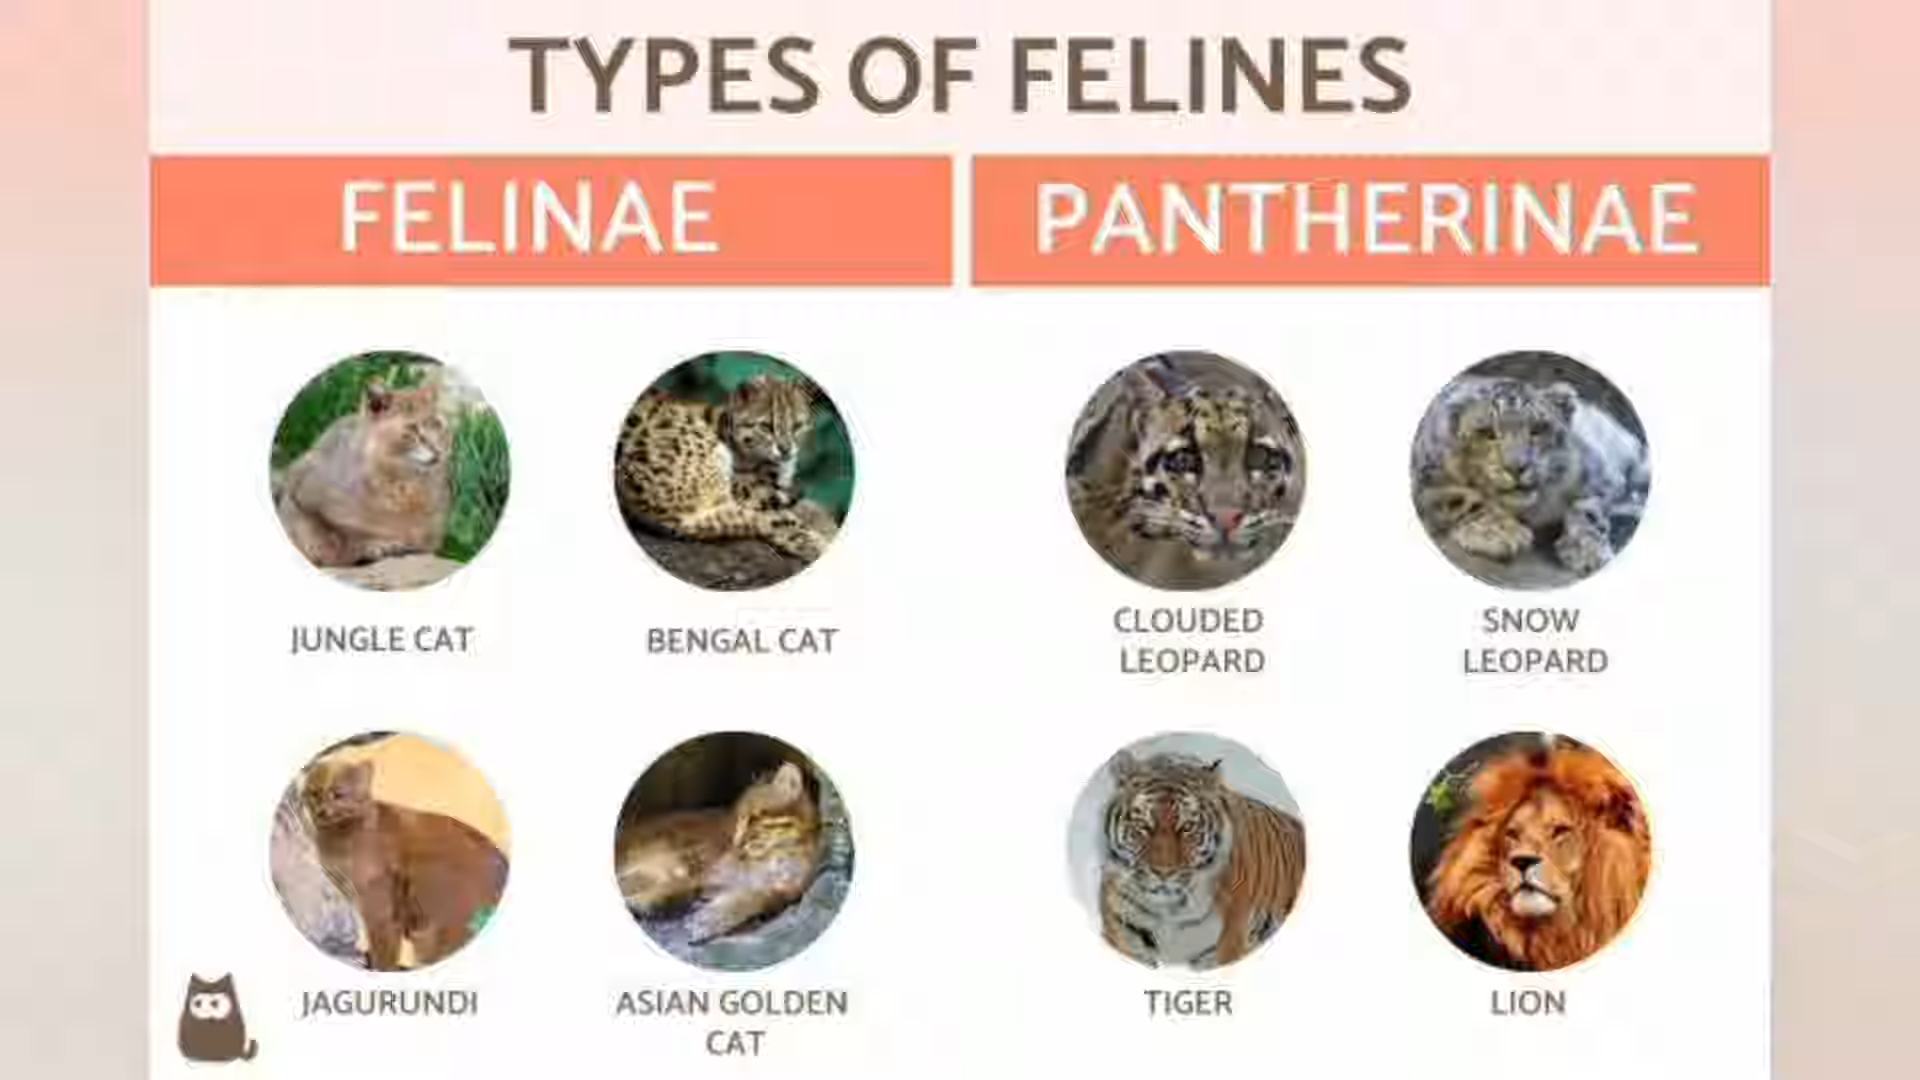 TYPES OF FELINES
FELINAE
PANTHERINAE
JUNGLE CAT
BENGAL CAT
CLOUDED
LEOPARD
SNOW
LEOPARD
JAGURUNDI
ASIAN GOLDEN
CAT
TIGER
LION